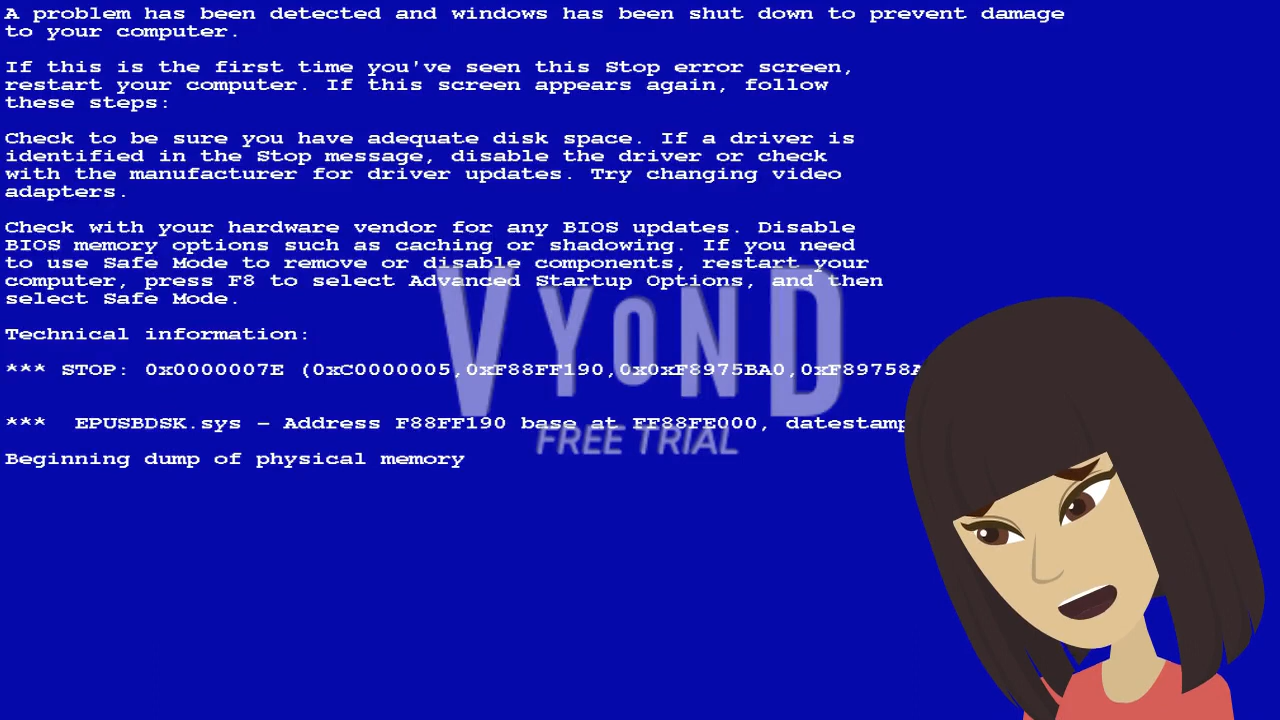 A problem has been detected and windows has been shut down to prevent damage
to your computer.
If this is the first time you've seen this Stop error screen,
restart your computer. If this screen appears again, follow
these steps:
Check to be sure you have adequate disk space. If a driver is
identified in the Stop message, disable the driver or check
with the manufacturer for driver updates. Try changing video
adapters.
Check with your hardware vendor for any BIOS updates. Disable
BIOS memory options such as caching or shadowing. If you need
to use Safe Mode to remove or disable components, restart your
computer, press F8 to select Advanced Startup Options, and then
select Safe Mode.
VYOND
FREE TRIAL
Technical information:
*** STOP: 0x0000007E (0xC0000005,0xF88FF190,0x0xF8975BA0,0xF89758
*** EPUSBDSK.sys – Address F88FF190 base at FF88FE000, datestamp
Beginning dump of physical memory